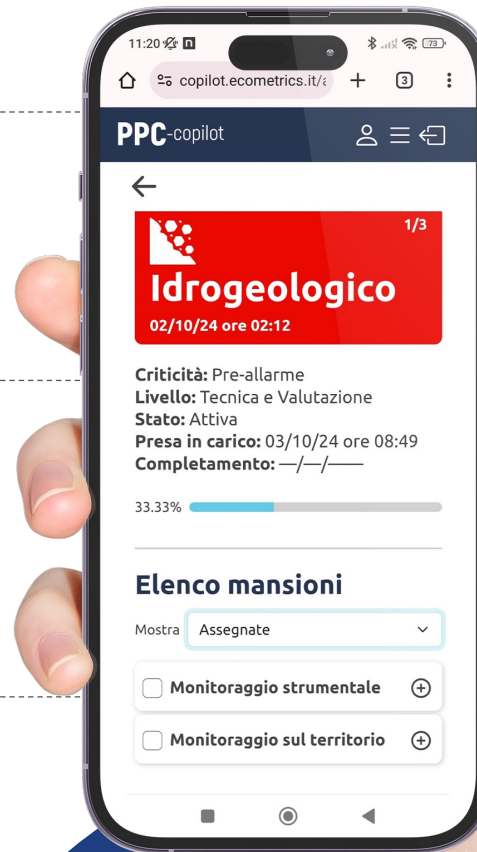 11:20
73
copilot.ecometrics.it/a
3
PPC-copilot
1/3
Idrogeologico
02/10/24 ore 02:12
Criticità: Pre-allarme
Livello: Tecnica e Valutazione
Stato: Attiva
Presa in carico: 03/10/24 ore 08:49
Completamento: —/—/——
33.33%
Elenco mansioni
Mostra Assegnate
Monitoraggio strumentale
Monitoraggio sul territorio